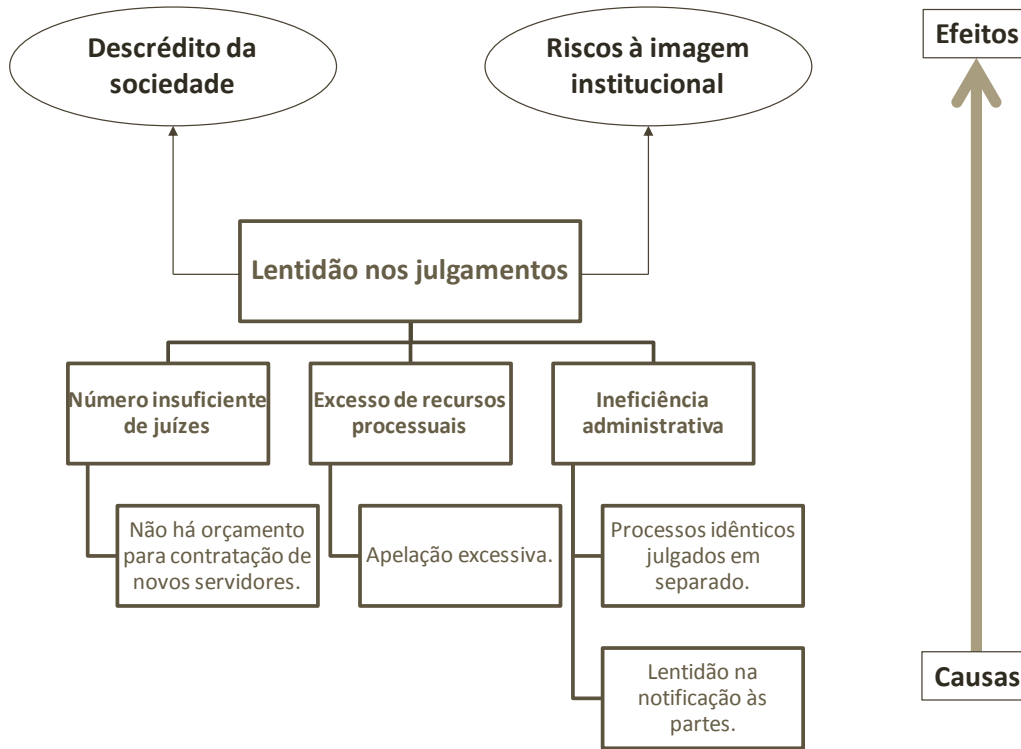 Descrédito da
sociedade
Riscos à imagem
institucional
Efeitos
Lentidão nos julgamentos
Número insuficiente
de juízes
Excesso de recursos
processuais
Ineficiência
administrativa
Não há orçamento
para contratação de
novos servidores.
Apelação excessiva.
Processos idênticos
julgados em
separado.
Lentidão na
notificação às
partes.
Causas